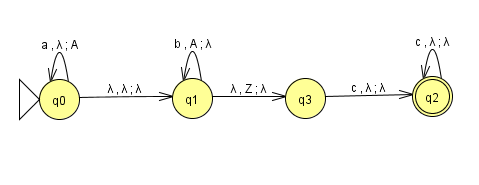 a , λ ; A
b , A ; λ
c , λ ; λ
λ , λ ; λ
λ , Z ; λ
c , λ ; λ
q0
q1
q3
q2